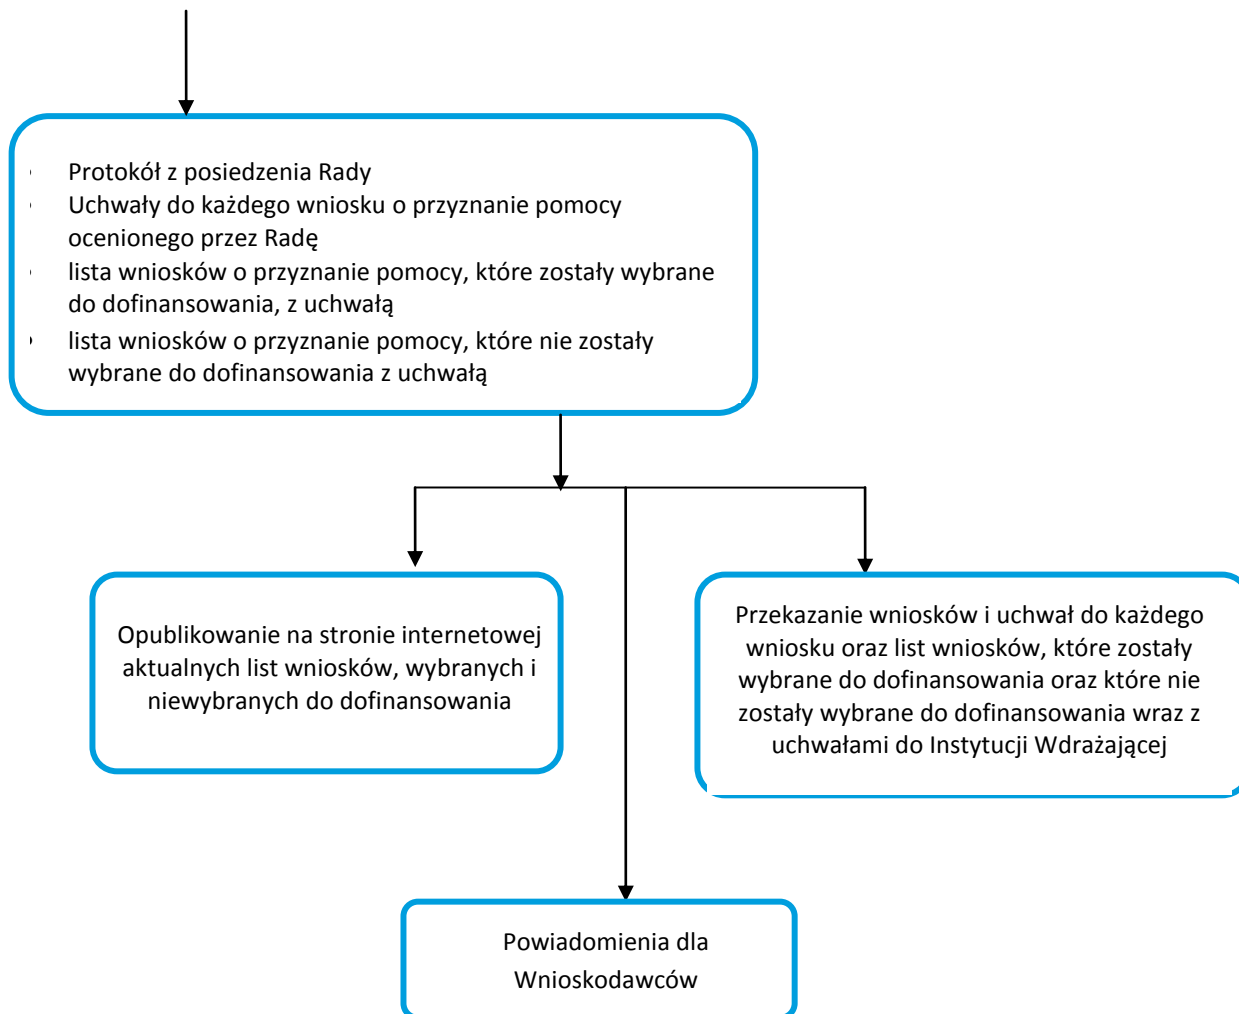 Protokół z posiedzenia Rady
Uchwały do każdego wniosku o przyznanie pomocy
ocenionego przez Radę
lista wniosków o przyznanie pomocy, które zostały wybrane
do dofinansowania, z uchwałą
lista wniosków o przyznanie pomocy, które nie zostały
wybrane do dofinansowania z uchwałą
Opublikowanie na stronie internetowej
aktualnych list wniosków, wybranych i
niewybranych do dofinansowania
Przekazanie wniosków i uchwał do każdego
wniosku oraz list wniosków, które zostały
wybrane do dofinansowania oraz które nie
zostały wybrane do dofinansowania wraz z
uchwałami do Instytucji Wdrażającej
Powiadomienia dla
Wnioskodawców